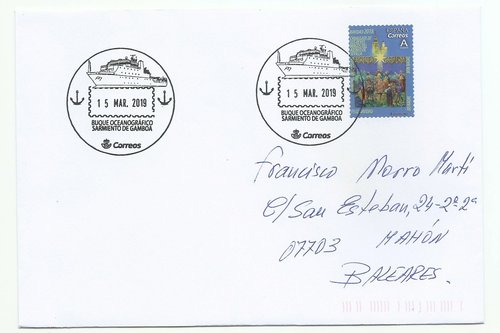 15 MAR. 2019
BUQUE OCEANOGRÁFICO
SARMIENTO DE GAMBOA
Correos
15 MAR. 2019
BUQUE OCEANOGRÁFICO
SARMIENTO DE GAMBOA
Correos
ESPAÑA
Correos
A
Francisco Morro Martí
C/San Esteban, 24-2º 2ª
07703 MAHÓN
BALEARES.